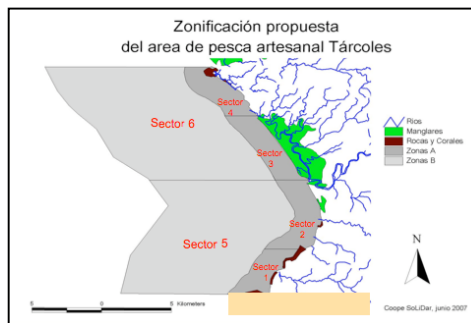 Zonificación propuesta
del area de pesca artesanal Tárcoles
Sector 6
Sector 4
Sector 3
Sector 2
Sector 5
Sector 1
Ríos
Manglares
Rocas y Corales
Zonas A
Zonas B
N
5 0 5 Kilometers
Coope SoLiDar, junio 2007